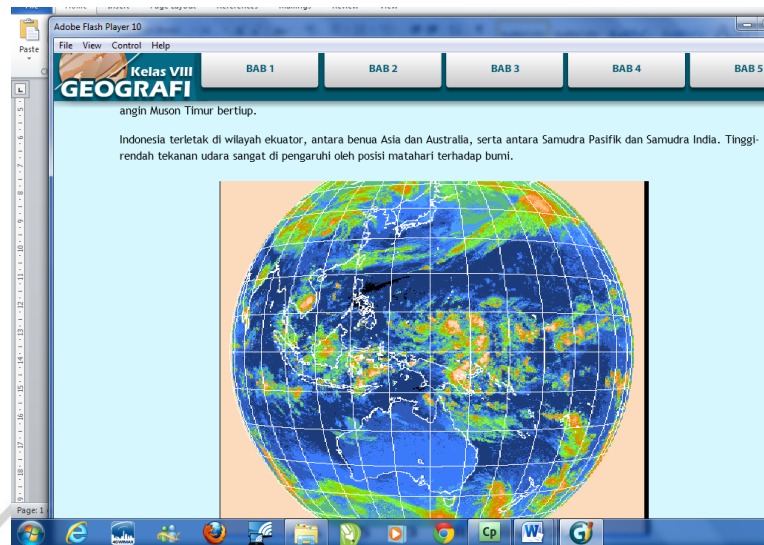 Adobe Flash Player 10
File View Control Help
Paste
Kelas VIII
GEOGRAFI
BAB 1
BAB 2
BAB 3
BAB 4
BAB 5
angin Muson Timur bertiup.
Indonesia terletak di wilayah ekuator, antara benua Asia dan Australia, serta antara Samudra Pasifik dan Samudra India. Tinggi-
rendah tekanan udara sangat di pengaruhi oleh posisi matahari terhadap bumi.
Page: 1
Cp
W